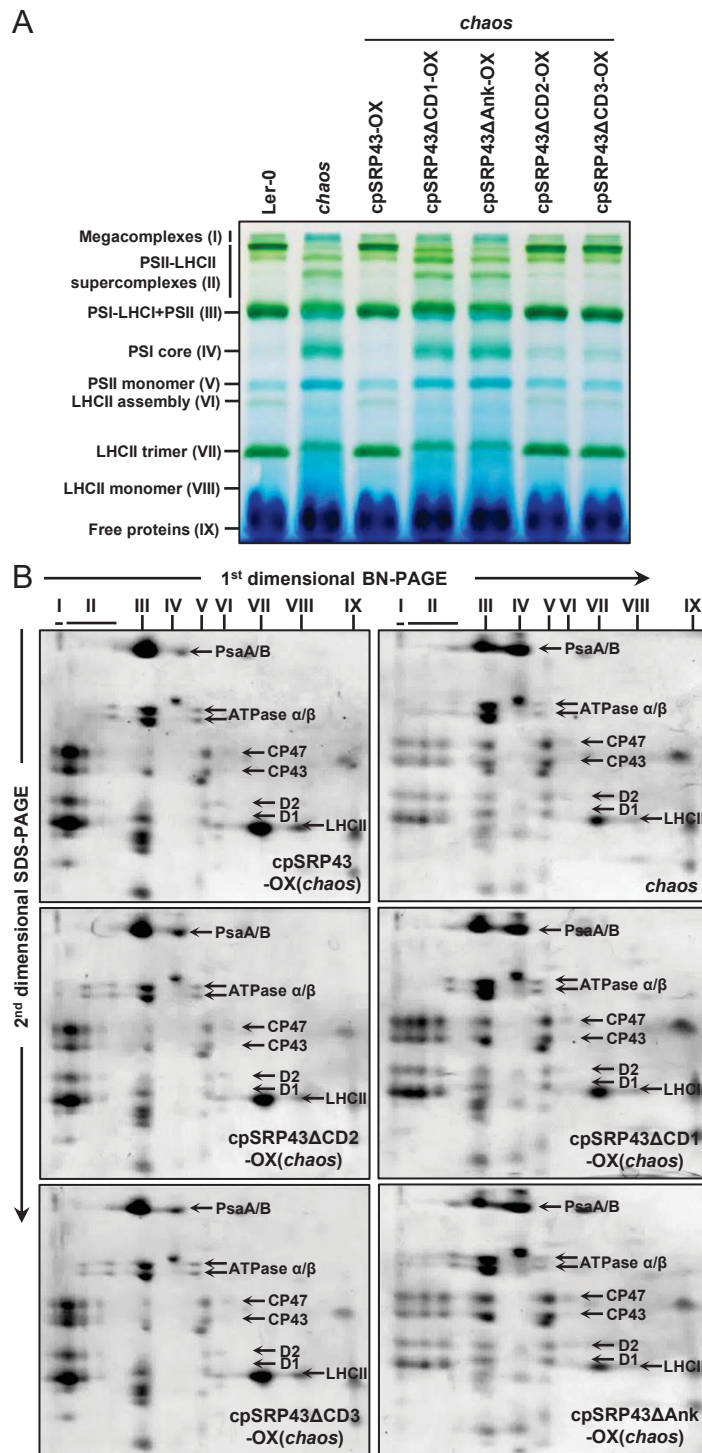 A
chaos
Ler-0
chaos
cpSRP43-OX
cpSRP43ΔCD1-OX
cpSRP43ΔAnk-OX
cpSRP43ΔCD2-OX
cpSRP43ΔCD3-OX
Megacomplexes (I)
PSII-LHCII
supercomplexes (II)
PSI-LHCI+PSII (III)
PSI core (IV)
PSII monomer (V)
LHCII assembly (VI)
LHCII trimer (VII)
LHCII monomer (VIII)
Free proteins (IX)
B
1st dimensional BN-PAGE
2nd dimensional SDS-PAGE
I II III IV V VI VII VIII IX
PsaA/B
ATPase α/β
CP47
CP43
D2
D1
LHCII
cpSRP43
-OX(chaos)
I II III IV V VI VII VIII IX
PsaA/B
ATPase α/β
CP47
CP43
D2
D1
LHCII
chaos
PsaA/B
ATPase α/β
CP47
CP43
D2
D1
LHCII
cpSRP43ΔCD2
-OX(chaos)
PsaA/B
ATPase α/β
CP47
CP43
D2
D1
LHCII
cpSRP43ΔCD1
-OX(chaos)
PsaA/B
ATPase α/β
CP47
CP43
D2
D1
LHCII
cpSRP43ΔCD3
-OX(chaos)
PsaA/B
ATPase α/β
CP47
CP43
D2
D1
LHCII
cpSRP43ΔAnk
-OX(chaos)